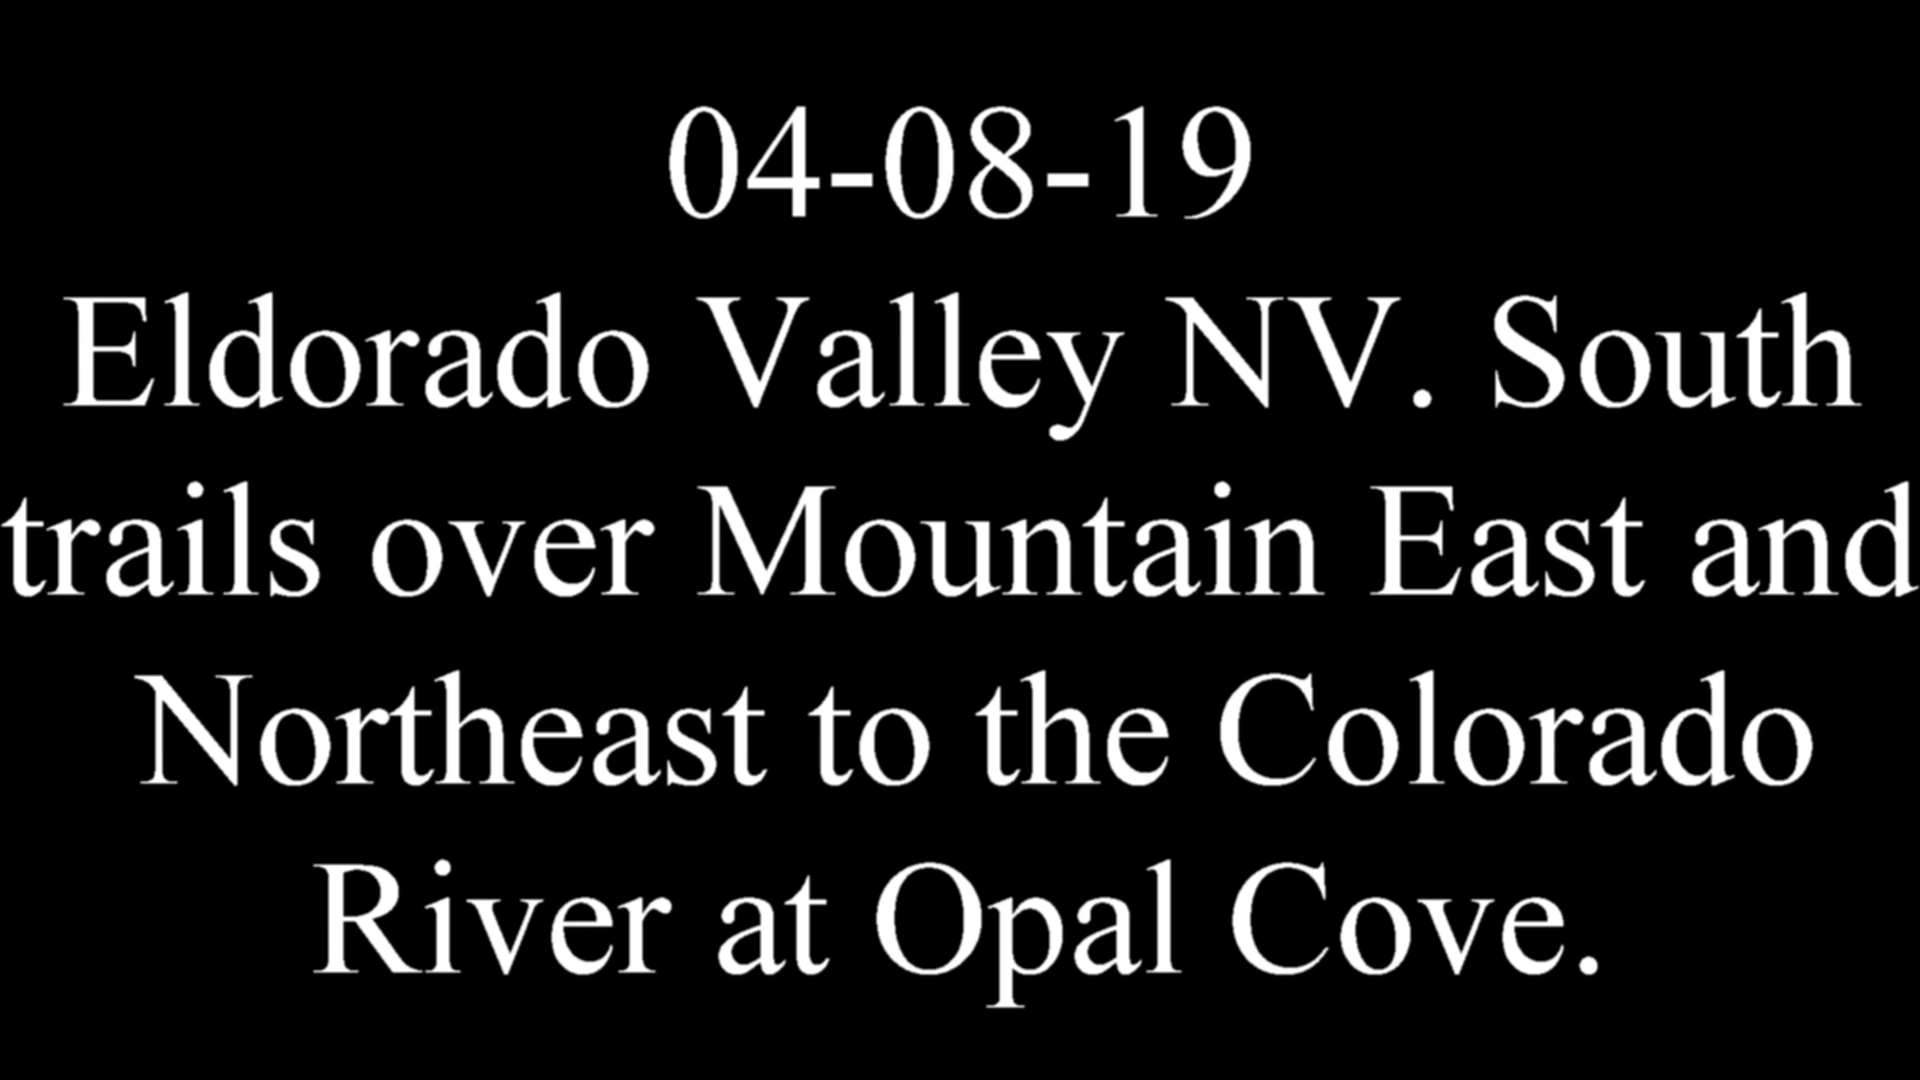 04-08-19
Eldorado Valley NV. South
trails over Mountain East and
Northeast to the Colorado
River at Opal Cove.